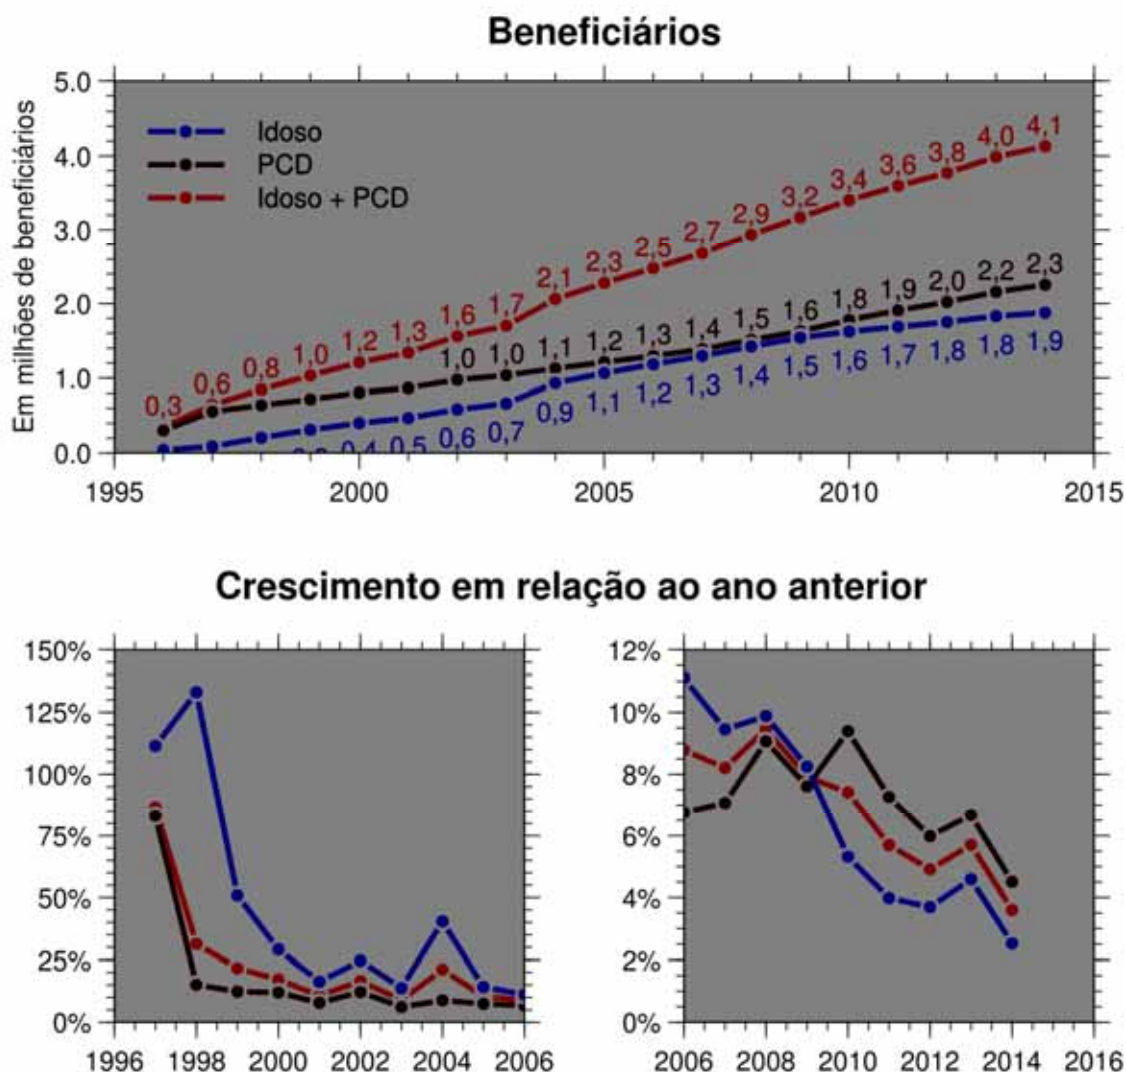 Beneficiários
Em milhões de beneficiários
5.0
4.0
3.0
2.0
1.0
0.0
Idoso
PCD
Idoso + PCD
0,3 0,6 0,8 1,0 1,2 1,3 1,6 1,7 2,1 2,3 2,5 2,7 2,9 3,2 3,4 3,6 3,8 4,0 4,1
1,0 1,0 1,1 1,2 1,3 1,4 1,5 1,6 1,8 1,9 2,0 2,2 2,3
0,4 0,5 0,6 0,7 0,9 1,1 1,2 1,3 1,4 1,5 1,6 1,7 1,8 1,8 1,9
1995 2000 2005 2010 2015
Crescimento em relação ao ano anterior
150%
125%
100%
75%
50%
25%
0%
1996 1998 2000 2002 2004 2006
12%
10%
8%
6%
4%
2%
0%
2006 2008 2010 2012 2014 2016